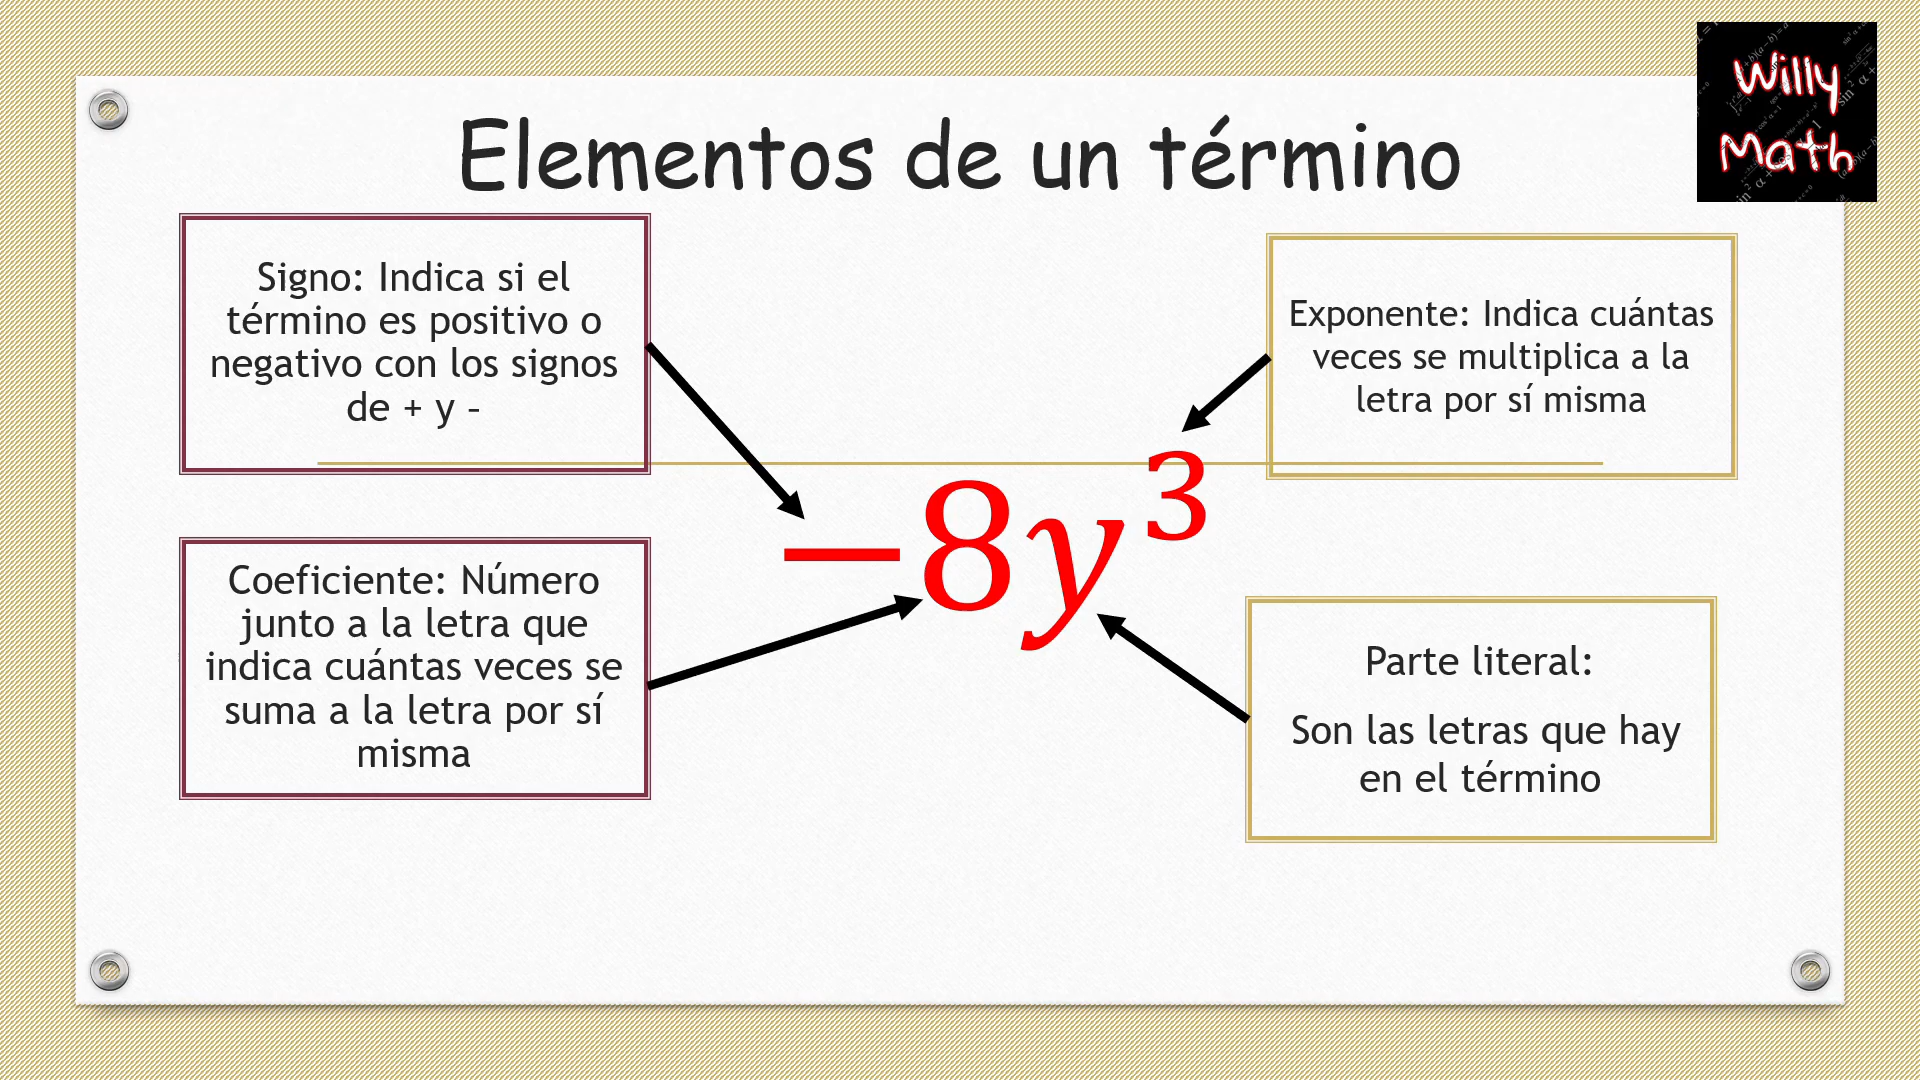 Willy
Math
Elementos de un término
Signo: Indica si el
término es positivo o
negativo con los signos
de + y –
Exponente: Indica cuántas
veces se multiplica a la
letra por sí misma
−8y³
Coeficiente: Número
junto a la letra que
indica cuántas veces se
suma a la letra por sí
misma
Parte literal:
Son las letras que hay
en el término